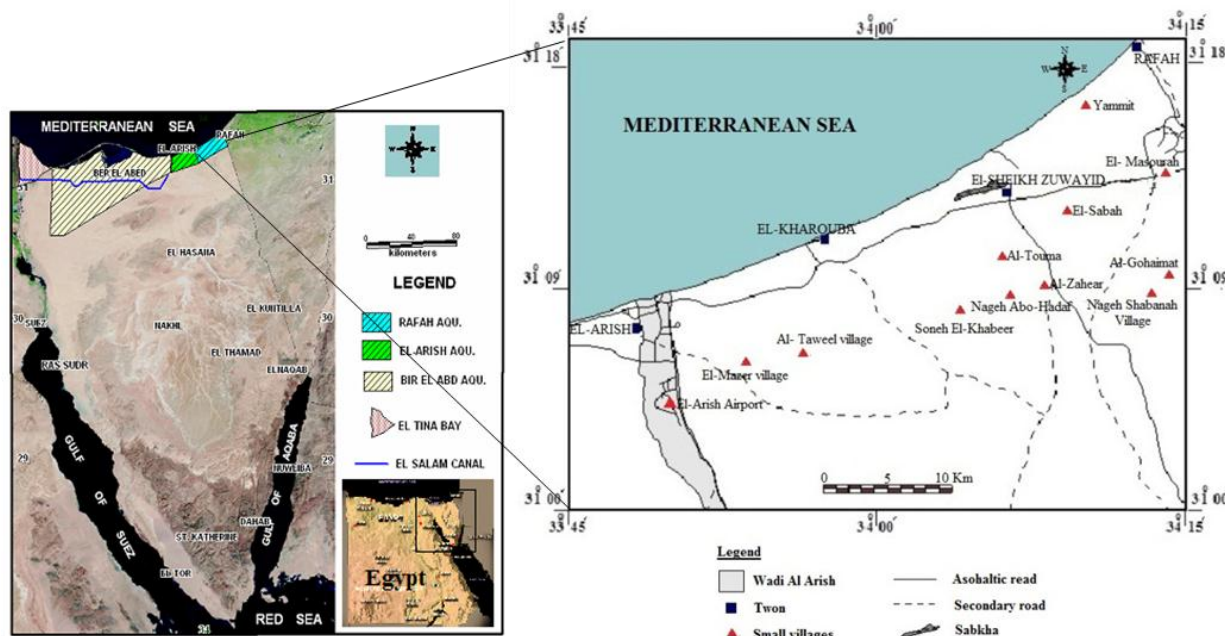 MEDITERRANEAN SEA
RAFAH
EL ARISH
BER EL ABED
31
31
EL HASANA
EL KUNTILLA
30
30
SUEZ
NAKHL
EL THAMAD
RAS SUDR
ELNAQAB
29
29
GULF OF SUEZ
GULF OF AQABA
NUWEIBA
DAHAB
ST. KATHERINE
EL TOR
RED SEA
34
N
W
E
S
0
40
80
kilometers
LEGEND
RAFAH AQU.
EL-ARISH AQU.
BIR EL ABD AQU.
EL TINA BAY
EL SALAM CANAL
Egypt
33° 45′
34° 00′
34° 15′
31° 18′
31° 18′
N
W
E
S
RAFAH
Yammit
MEDITERRANEAN SEA
El- Masourah
El-SHEIKH ZUWAYID
El-Sabah
EL-KHAROUBA
Al-Touma
Al-Gohaimat
31° 09′
31° 09′
Al-Zahear
Nageh Abo-Hadaf
Nageh Shabanah
Village
Soneh El-Khabeer
EL-ARISH
Al- Taweel village
El-Mazer village
El-Arish Airport
0
5
10 Km
31° 00′
31° 00′
33° 45′
34° 00′
34° 15′
Legend
Wadi Al Arish
Asohaltic read
Twon
Secondary road
Small villages
Sabkha